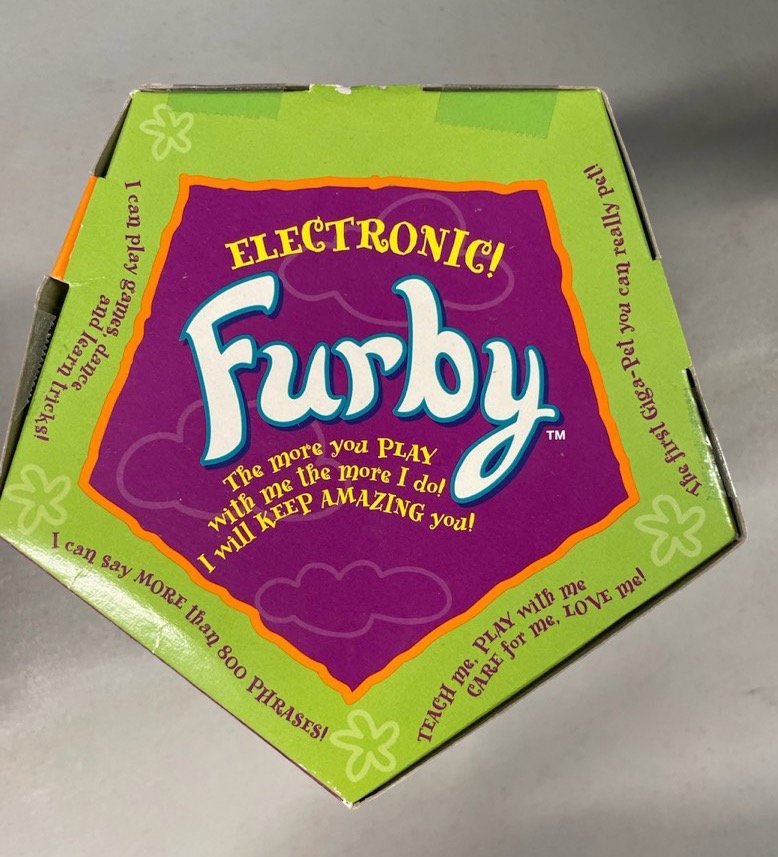 ELECTRONIC!
Furby™
The more you PLAY
with me the more I do!
I will KEEP AMAZING you!
I can play games, dance
and learn tricks!
I can say MORE than 800 PHRASES!
TEACH me, PLAY with me
CARE for me, LOVE me!
The first Giga-Pet you can really pet!